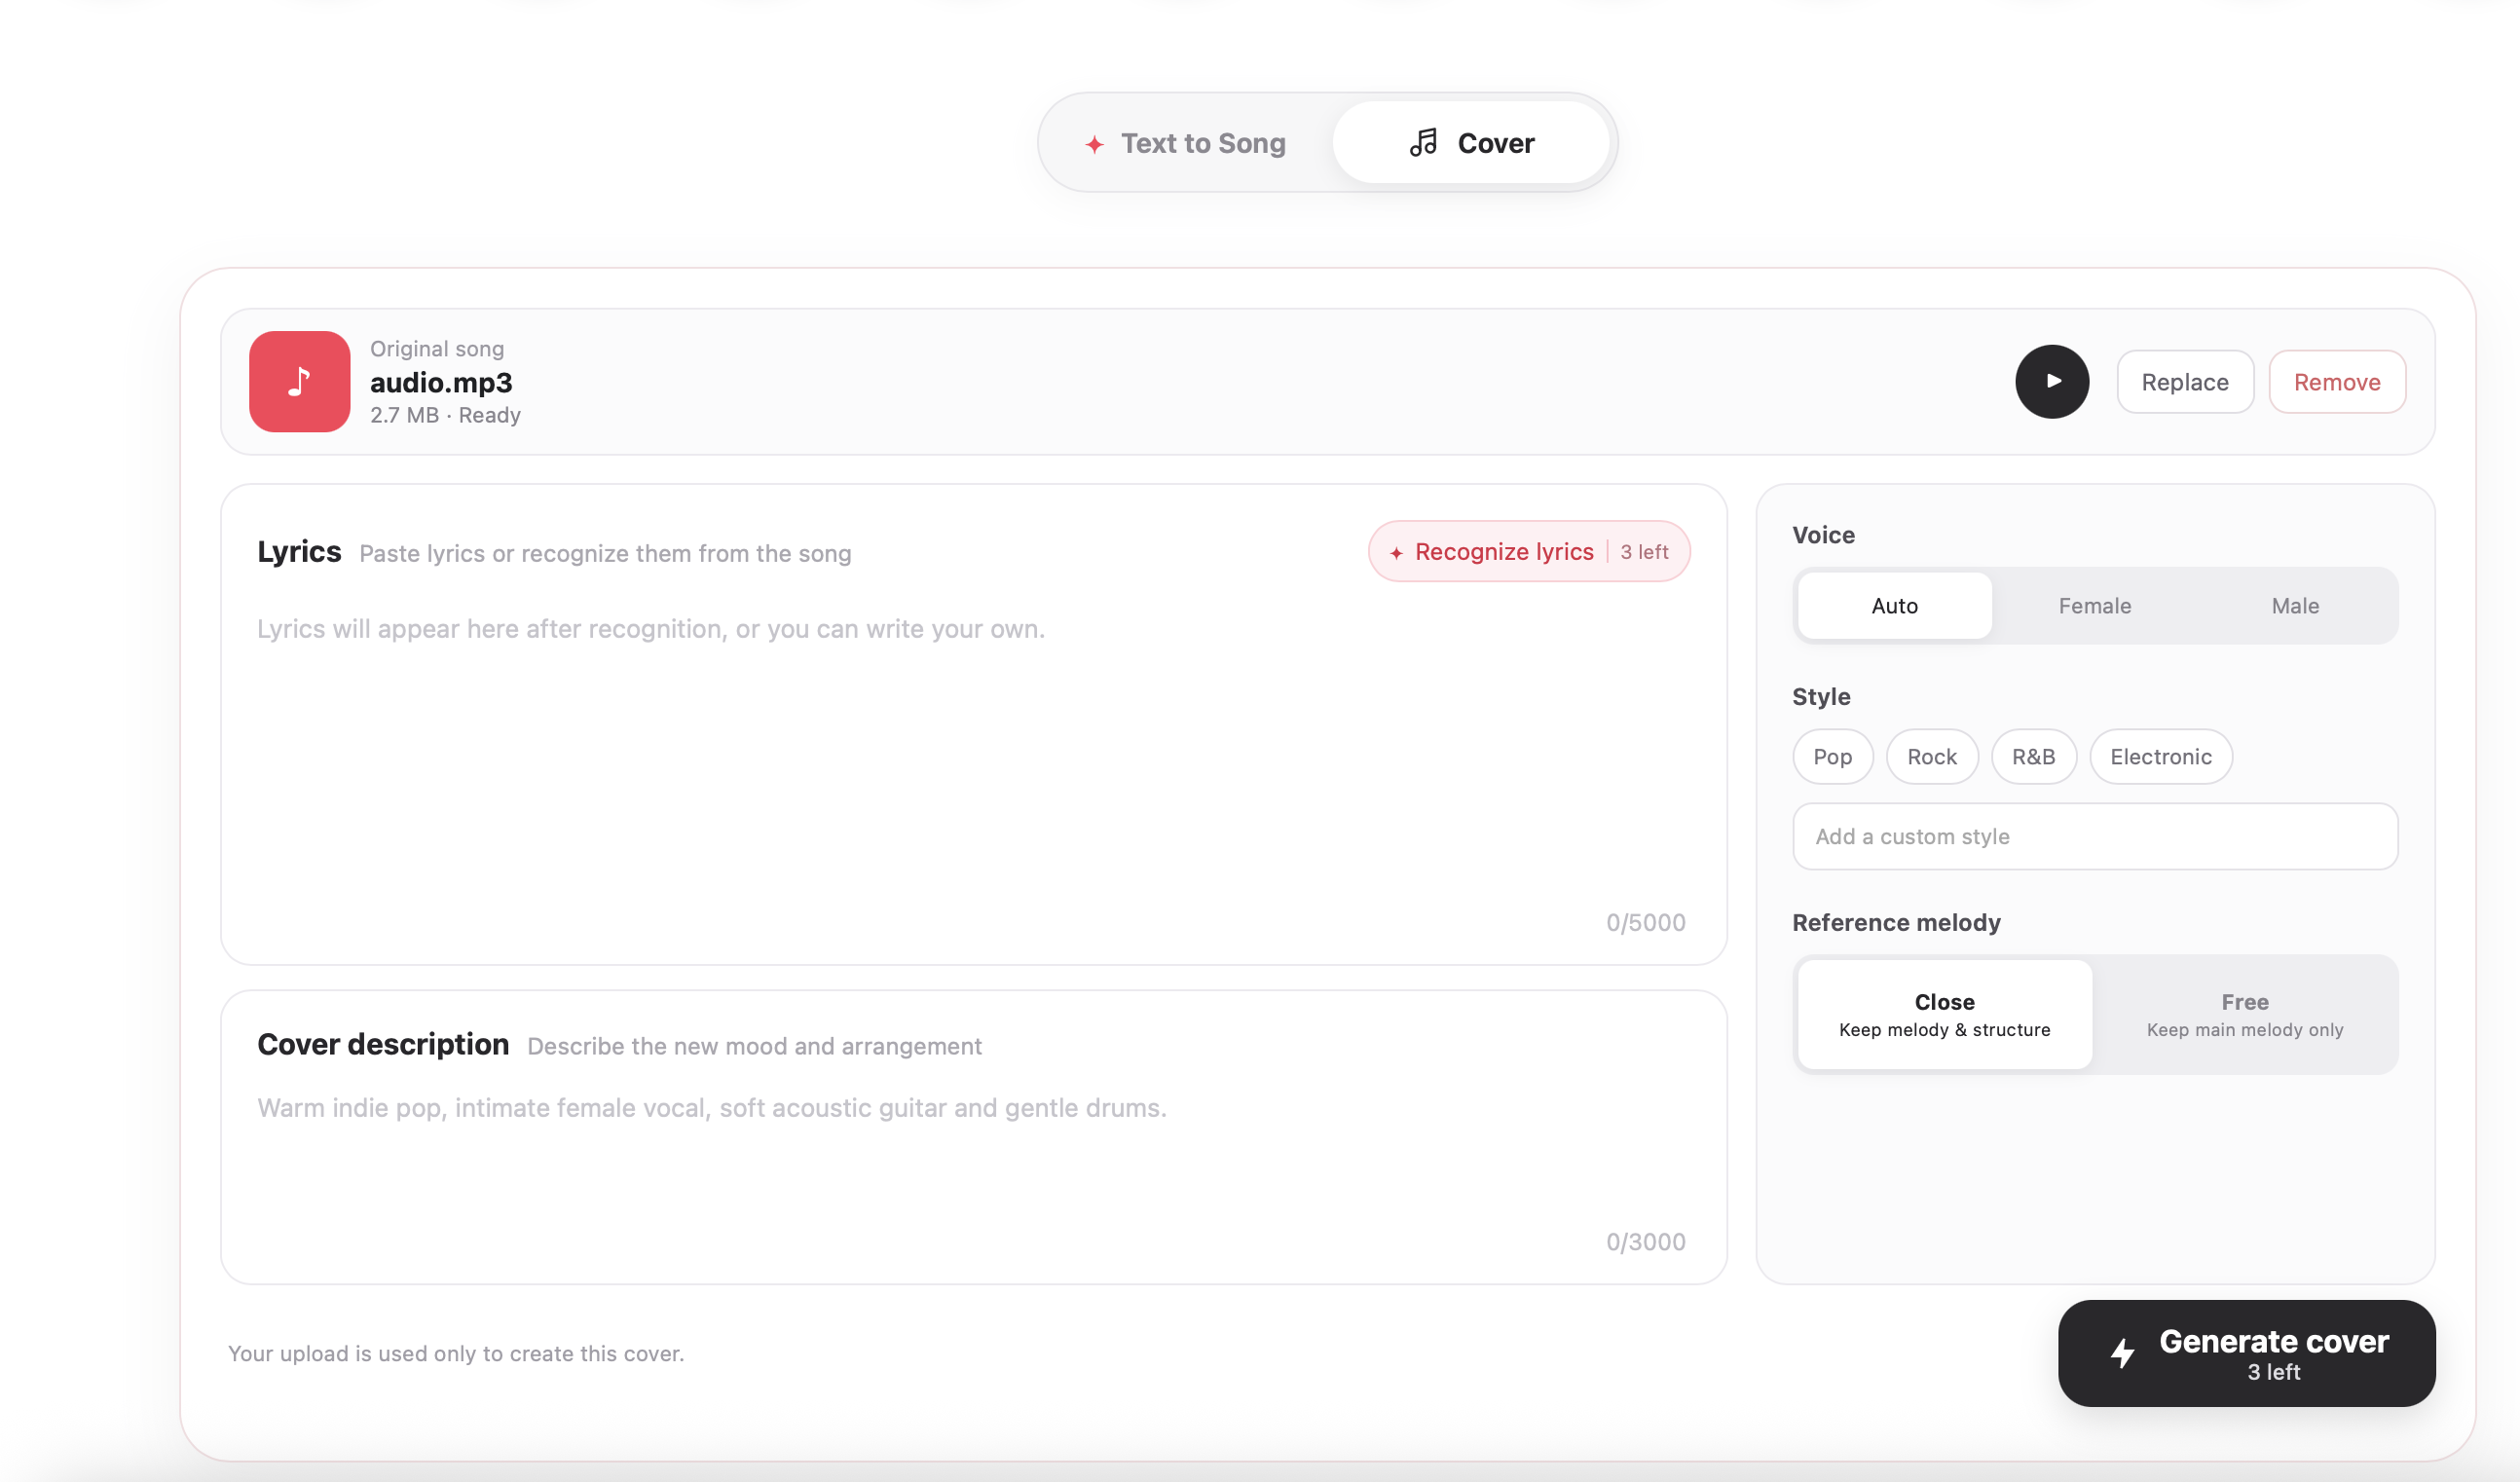 Text to Song
Cover
Original song
audio.mp3
2.7 MB · Ready
Replace
Remove
Lyrics Paste lyrics or recognize them from the song
Recognize lyrics | 3 left
Lyrics will appear here after recognition, or you can write your own.
0/5000
Cover description Describe the new mood and arrangement
Warm indie pop, intimate female vocal, soft acoustic guitar and gentle drums.
0/3000
Voice
Auto Female Male
Style
Pop Rock R&B Electronic
Add a custom style
Reference melody
Close
Keep melody & structure
Free
Keep main melody only
Your upload is used only to create this cover.
Generate cover
3 left